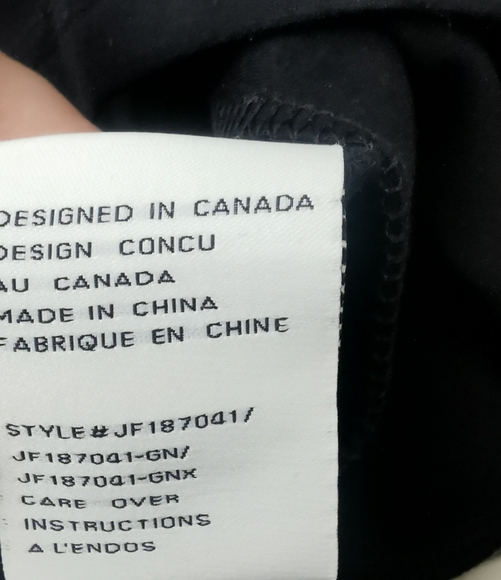 DESIGNED IN CANADA
DESIGN CONCU
AU CANADA
MADE IN CHINA
FABRIQUE EN CHINE
STYLE#JF187041/
JF187041-GN/
JF187041-GNX
CARE OVER
INSTRUCTIONS
A L'ENDOS